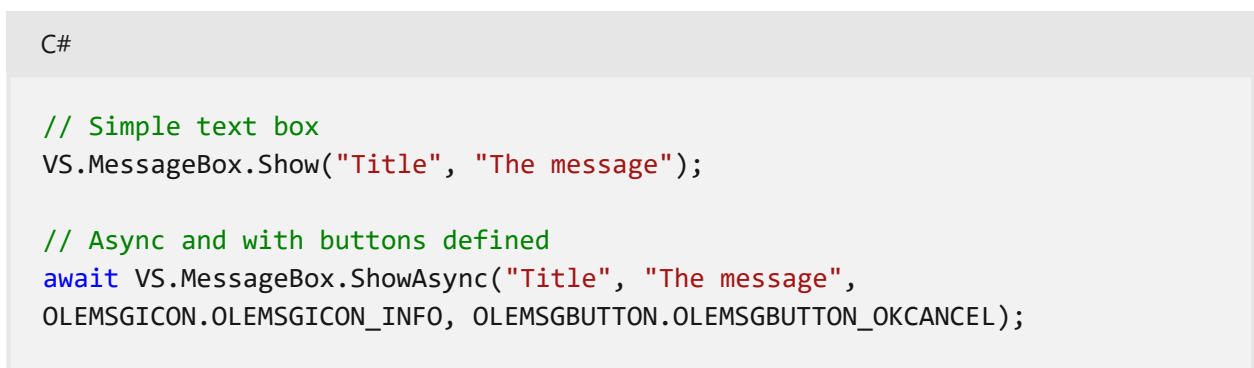 C#
// Simple text box
VS.MessageBox.Show("Title", "The message");
// Async and with buttons defined
await VS.MessageBox.ShowAsync("Title", "The message",
OLEMSGICON.OLEMSGICON_INFO, OLEMSGBUTTON.OLEMSGBUTTON_OKCANCEL);